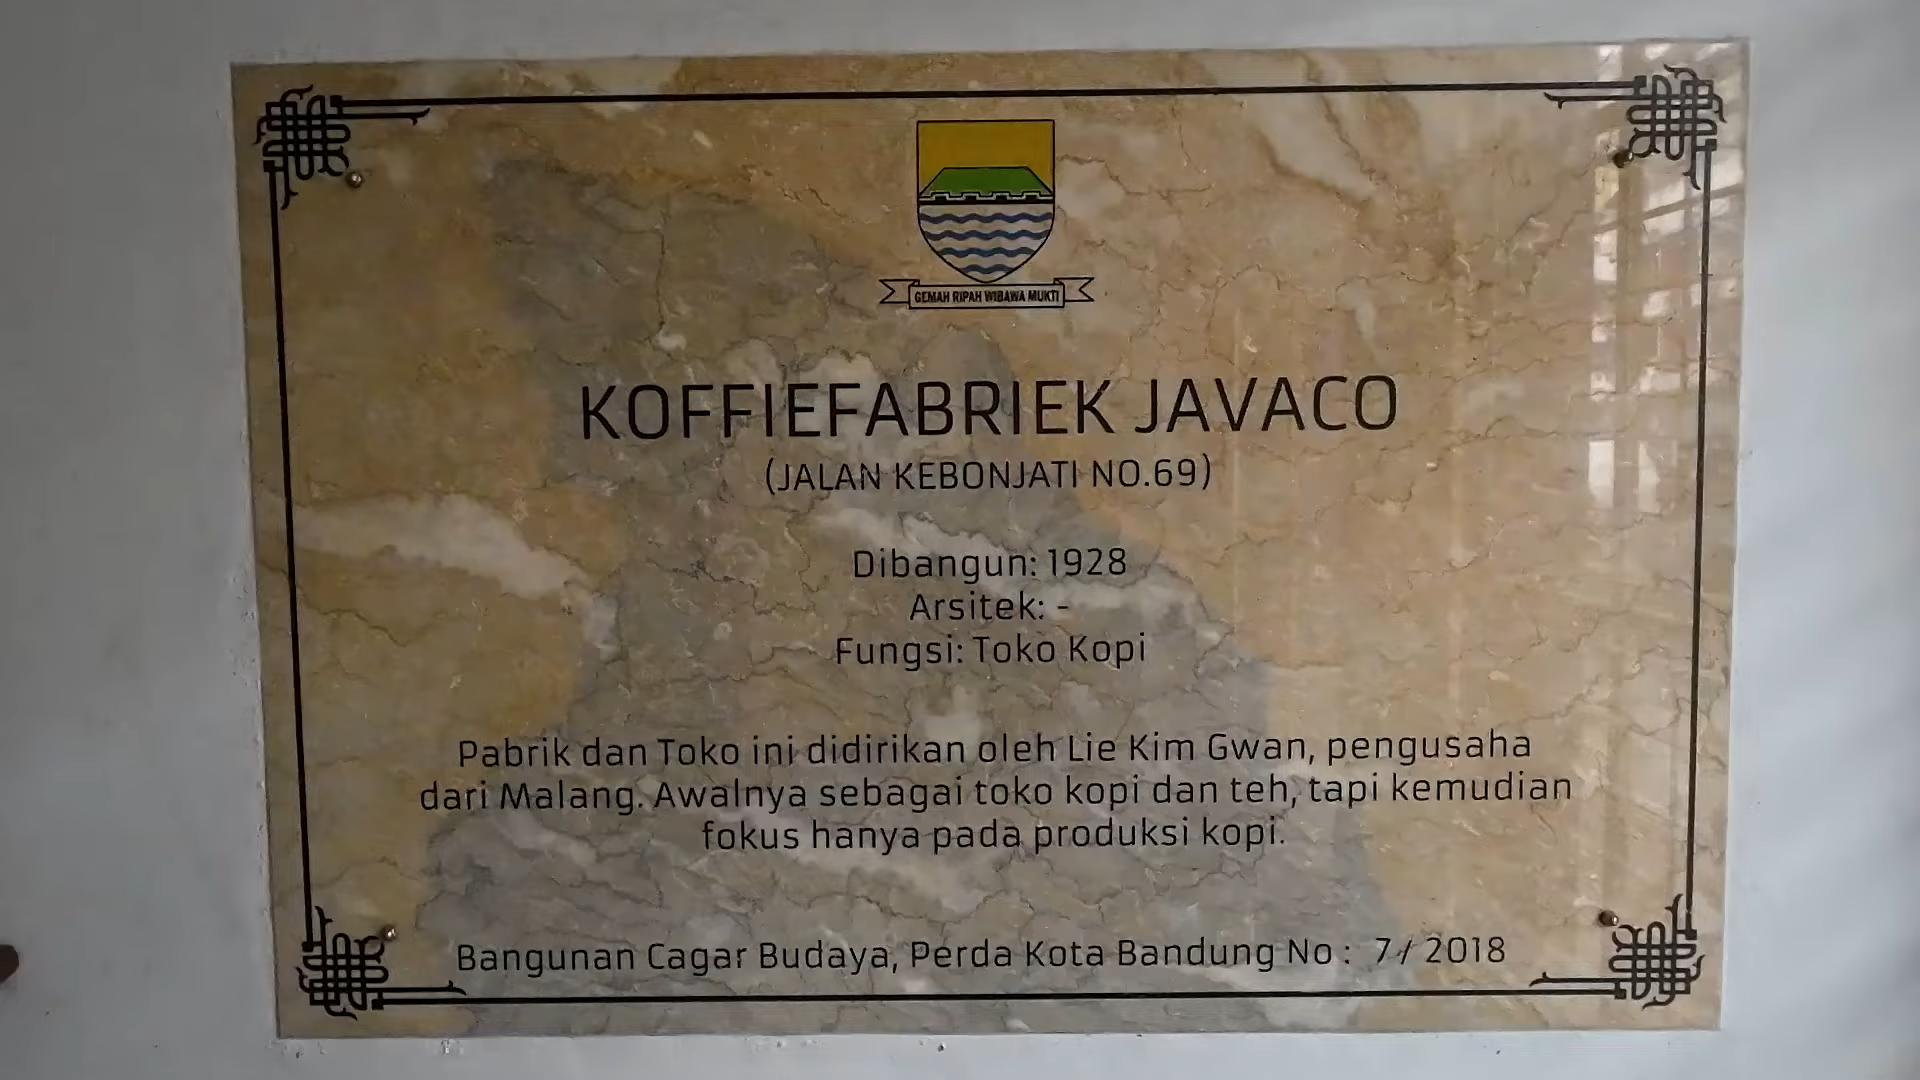 GEMAH RIPAH WIBAWA MUKTI
KOFFIEFABRIEK JAVACO
(JALAN KEBONJATI NO.69)
Dibangun: 1928
Arsitek: -
Fungsi: Toko Kopi
Pabrik dan Toko ini didirikan oleh Lie Kim Gwan, pengusaha
dari Malang. Awalnya sebagai toko kopi dan teh, tapi kemudian
fokus hanya pada produksi kopi.
Bangunan Cagar Budaya, Perda Kota Bandung No : 7 / 2018